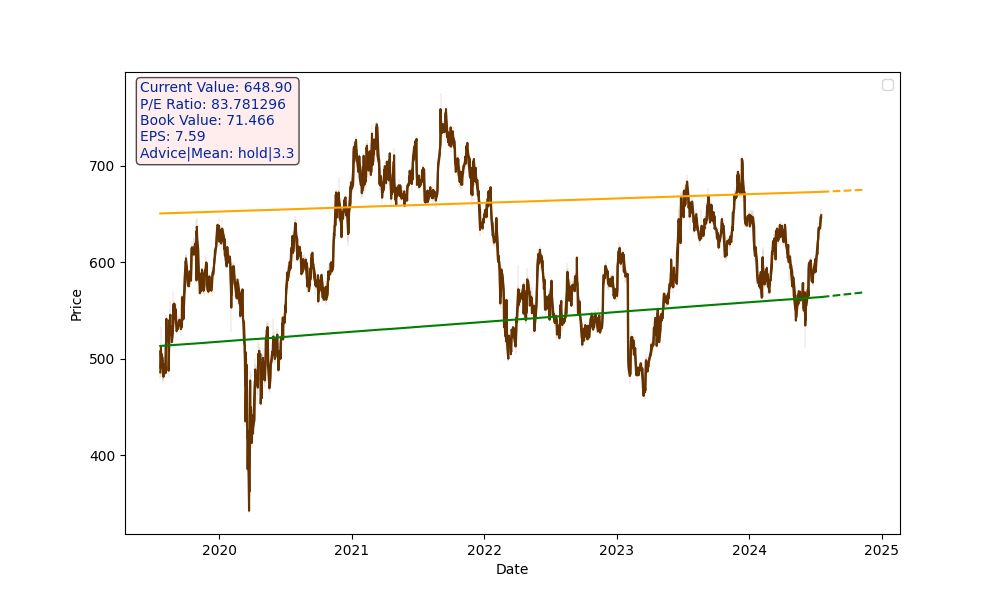 Current Value: 648.90
P/E Ratio: 83.781296
Book Value: 71.466
EPS: 7.59
Advice|Mean: hold|3.3
700
600
500
400
Price
2020 2021 2022 2023 2024 2025
Date